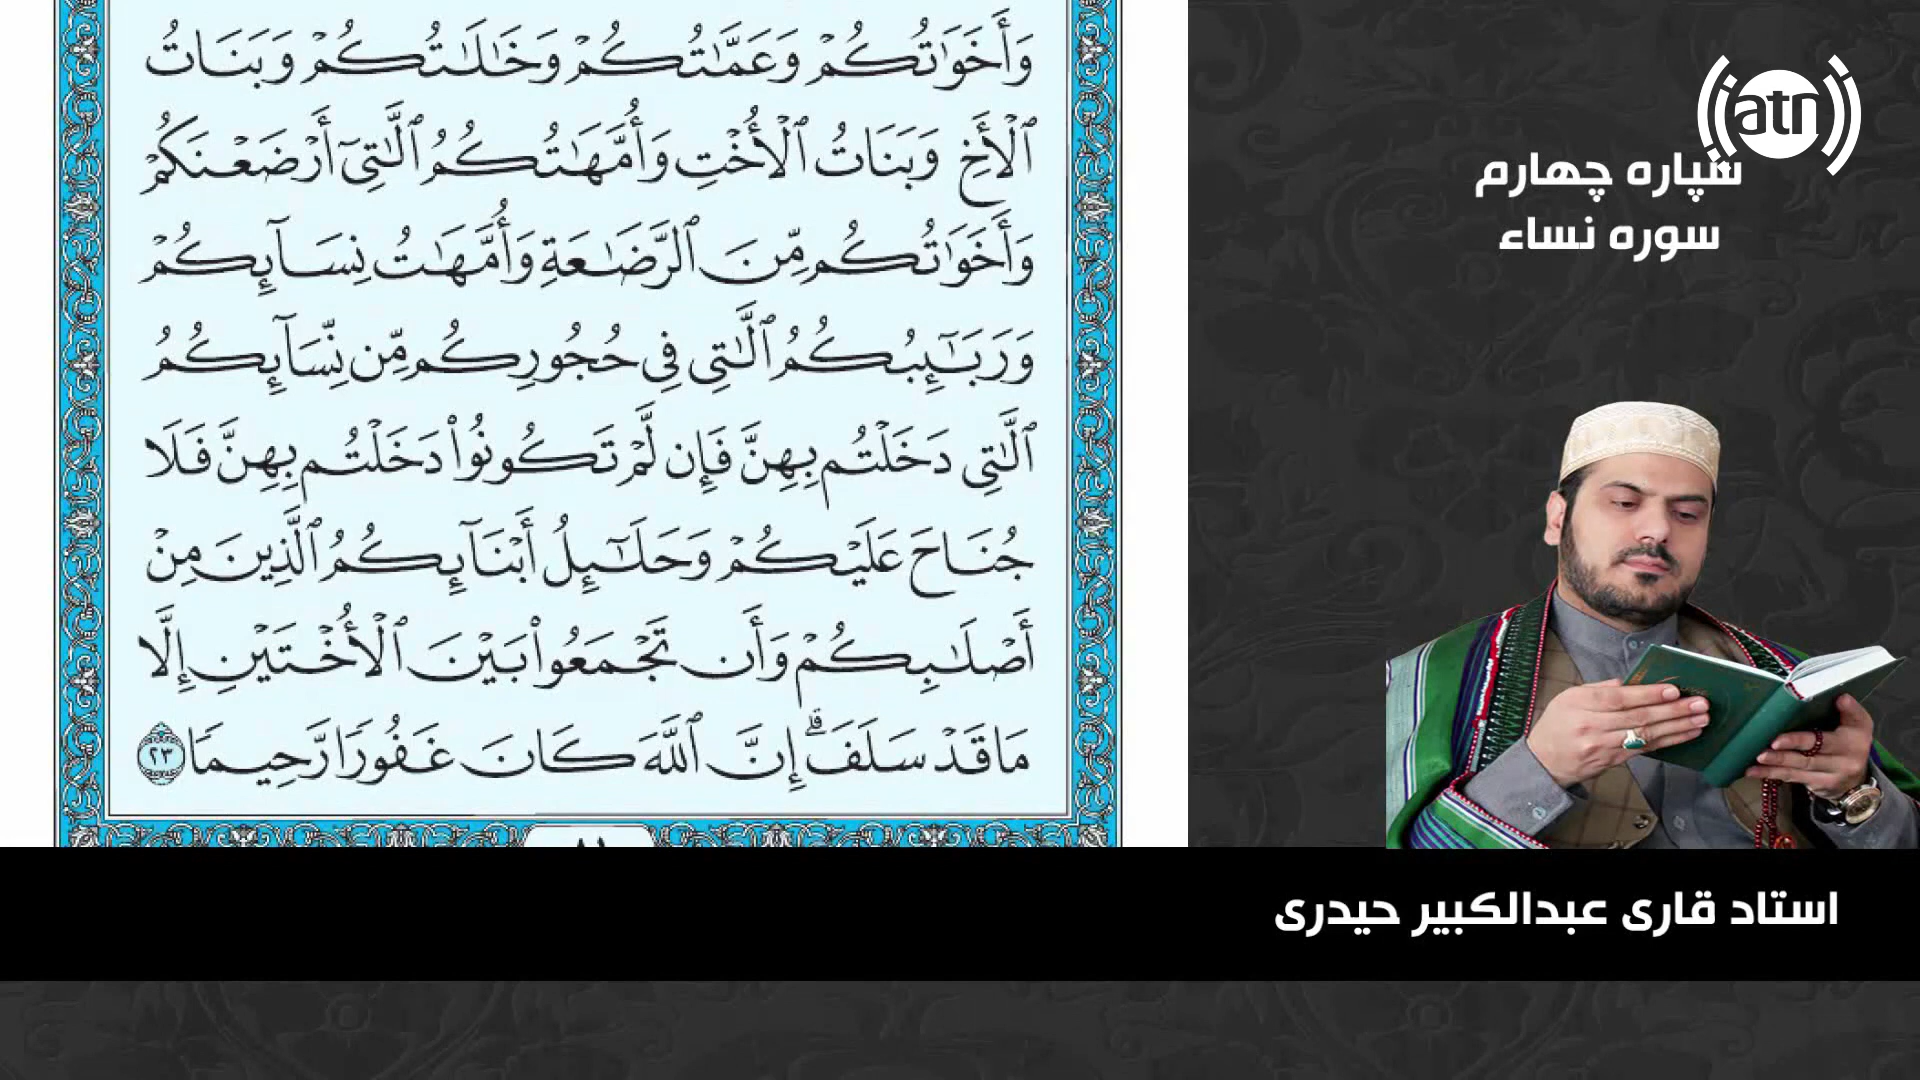 وَأَخَوَٰتُكُمْ وَعَمَّـٰتُكُمْ وَخَـٰلَـٰتُكُمْ وَبَنَاتُ
ٱلْأَخِ وَبَنَاتُ ٱلْأُخْتِ وَأُمَّهَـٰتُكُمُ ٱلَّـٰتِىٓ أَرْضَعْنَكُمْ
وَأَخَوَٰتُكُم مِّنَ ٱلرَّضَـٰعَةِ وَأُمَّهَـٰتُ نِسَآئِكُمْ
وَرَبَـٰٓئِبُكُمُ ٱلَّـٰتِى فِى حُجُورِكُم مِّن نِّسَآئِكُمُ
ٱلَّـٰتِى دَخَلْتُم بِهِنَّ فَإِن لَّمْ تَكُونُوا۟ دَخَلْتُم بِهِنَّ فَلَا
جُنَاحَ عَلَيْكُمْ وَحَلَـٰٓئِلُ أَبْنَآئِكُمُ ٱلَّذِينَ مِنْ
أَصْلَـٰبِكُمْ وَأَن تَجْمَعُوا۟ بَيْنَ ٱلْأُخْتَيْنِ إِلَّا
مَا قَدْ سَلَفَ ۗ إِنَّ ٱللَّهَ كَانَ غَفُورًا رَّحِيمًا ٢٣
atn
سپاره چهارم
سوره نساء
استاد قاری عبدالکبیر حیدری